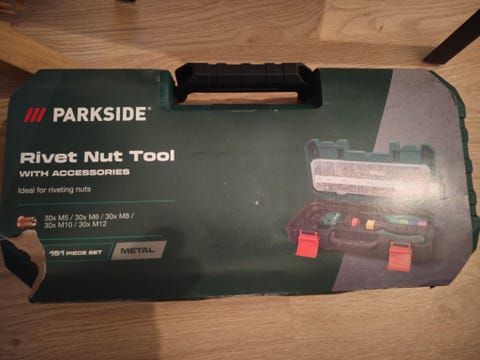 PARKSIDE®
Rivet Nut Tool
WITH ACCESSORIES
Ideal for riveting nuts
30x M5 / 30x M6 / 30x M8 /
30x M10 / 30x M12
151 PIECE SET
METAL